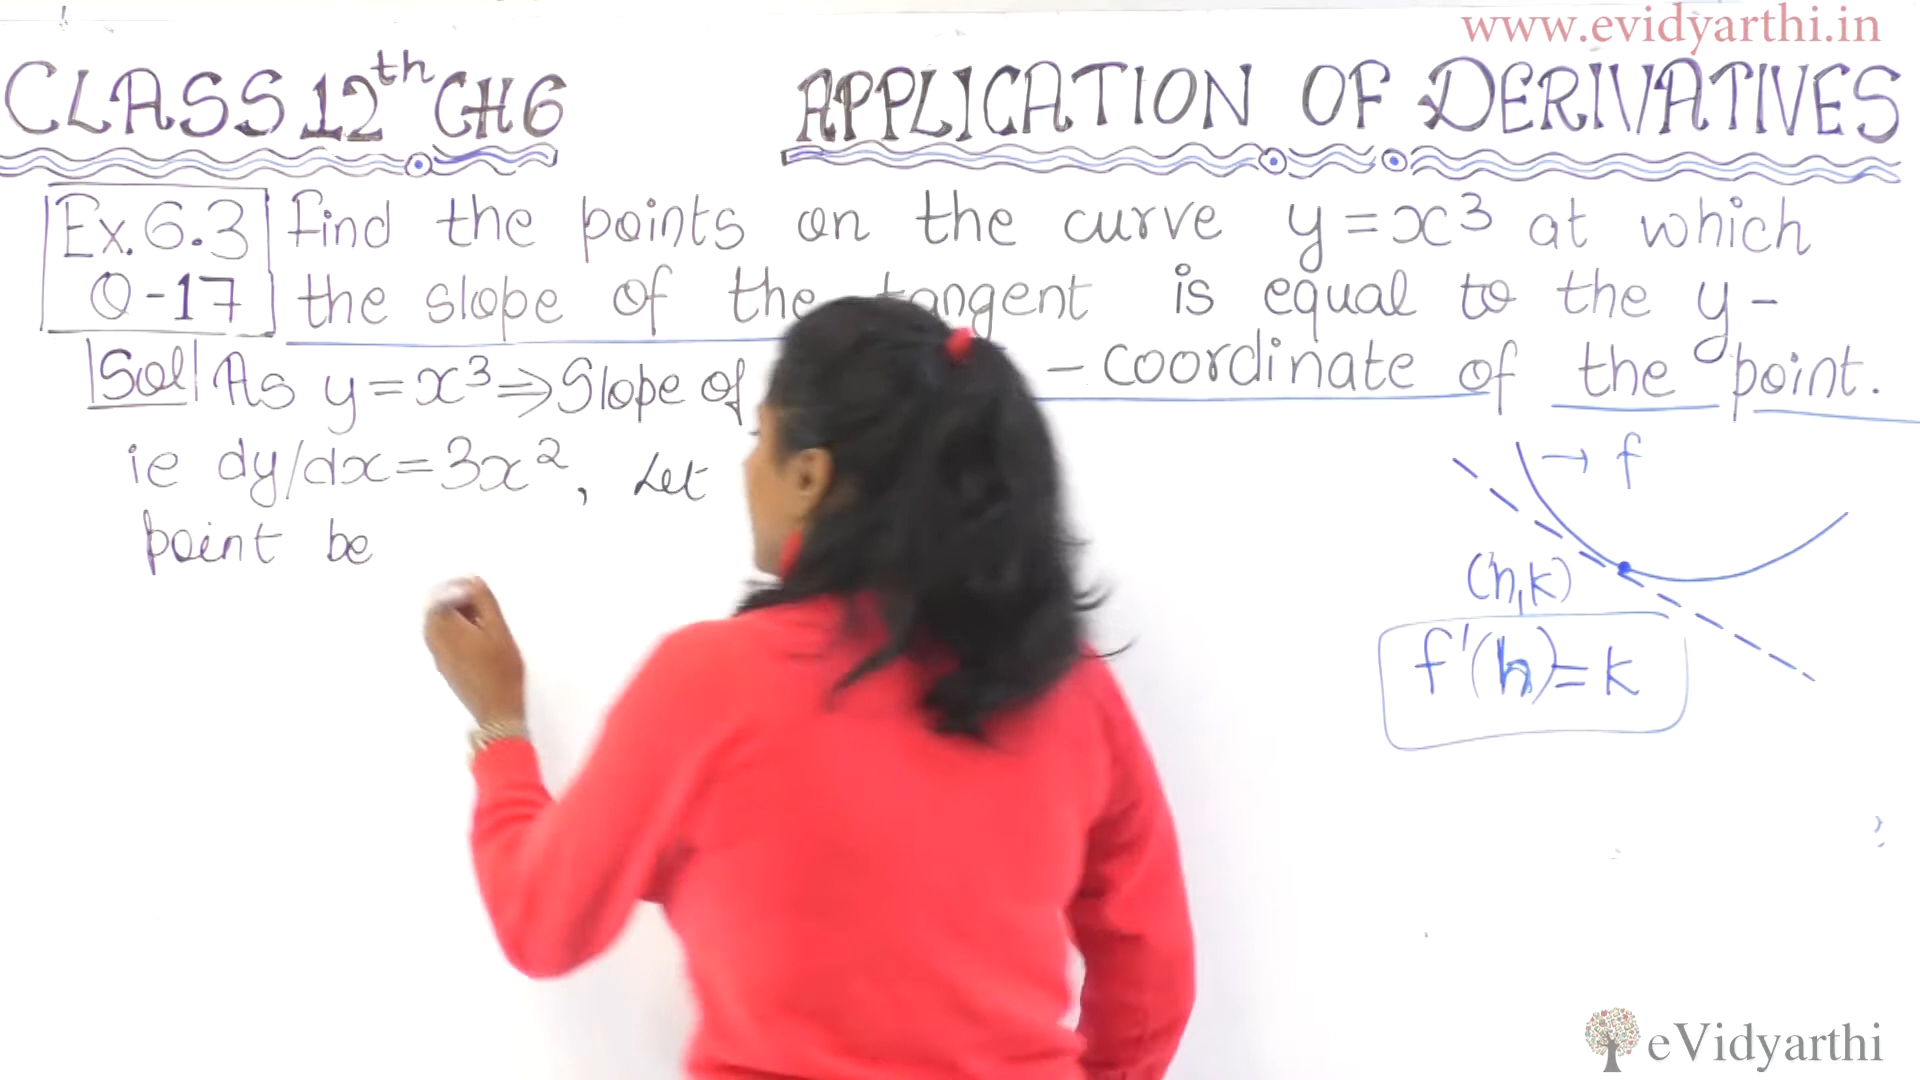 www.evidyarthi.in
CLASS 12th CH6 APPLICATION OF DERIVATIVES
Ex. 6.3 Find the points on the curve y = x³ at which
Q-17 the slope of the tangent is equal to the y-
-coordinate of the point.
Sol As y = x³ ⇒ Slope of
ie dy/dx = 3x², Let
point be
→ f
(h,k)
f'(h) = k
eVidyarthi